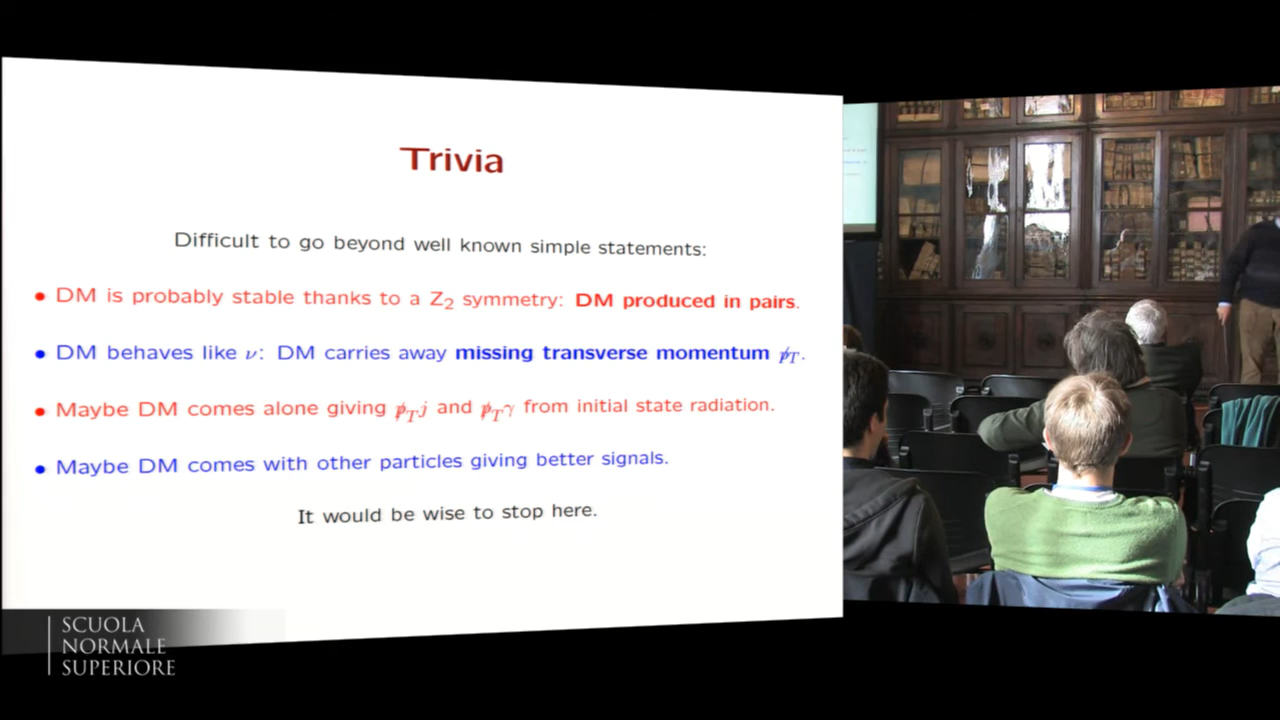 Trivia
Difficult to go beyond well known simple statements:
• DM is probably stable thanks to a Z₂ symmetry: DM produced in pairs.
• DM behaves like ν: DM carries away missing transverse momentum p̸_T.
• Maybe DM comes alone giving p̸_T j and p̸_T γ from initial state radiation.
• Maybe DM comes with other particles giving better signals.
It would be wise to stop here.
SCUOLA
NORMALE
SUPERIORE